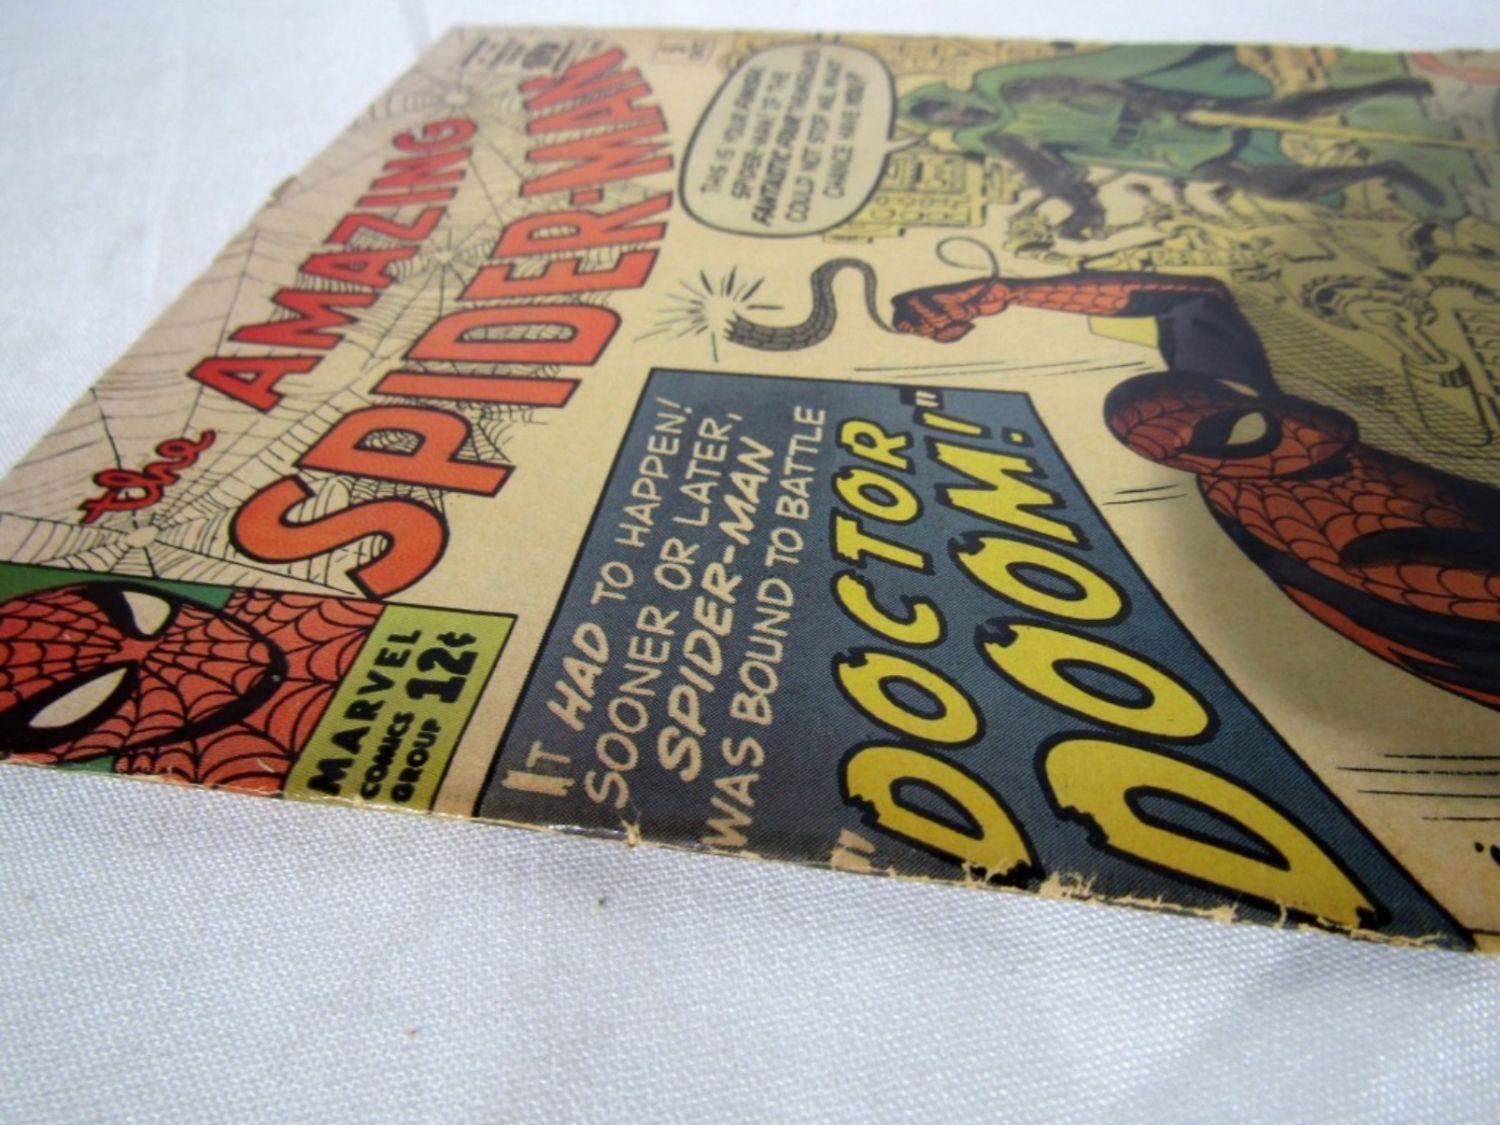 the
AMAZING
SPIDER-MAN
5
THIS IS YOUR FINISH,
SPIDER-MAN! IF THE
FANTASTIC FOUR THEMSELVES
COULD NOT STOP ME, WHAT
CHANCE HAVE YOU?
MARVEL
COMICS
GROUP
12¢
IT HAD TO HAPPEN!
SOONER OR LATER,
SPIDER-MAN
WAS BOUND TO BATTLE
"DOCTOR
DOOM!"